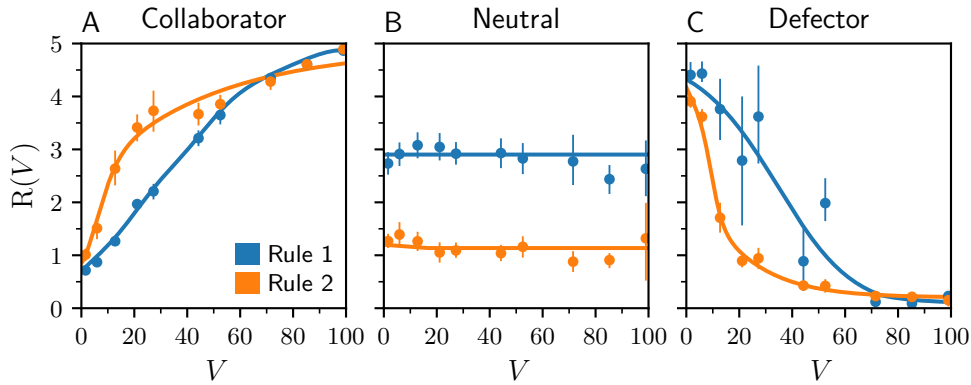 A Collaborator
B Neutral
C Defector
R(V)
5
4
3
2
1
0
Rule 1
Rule 2
0 20 40 60 80 100
0 20 40 60 80 100
0 20 40 60 80 100
V
V
V